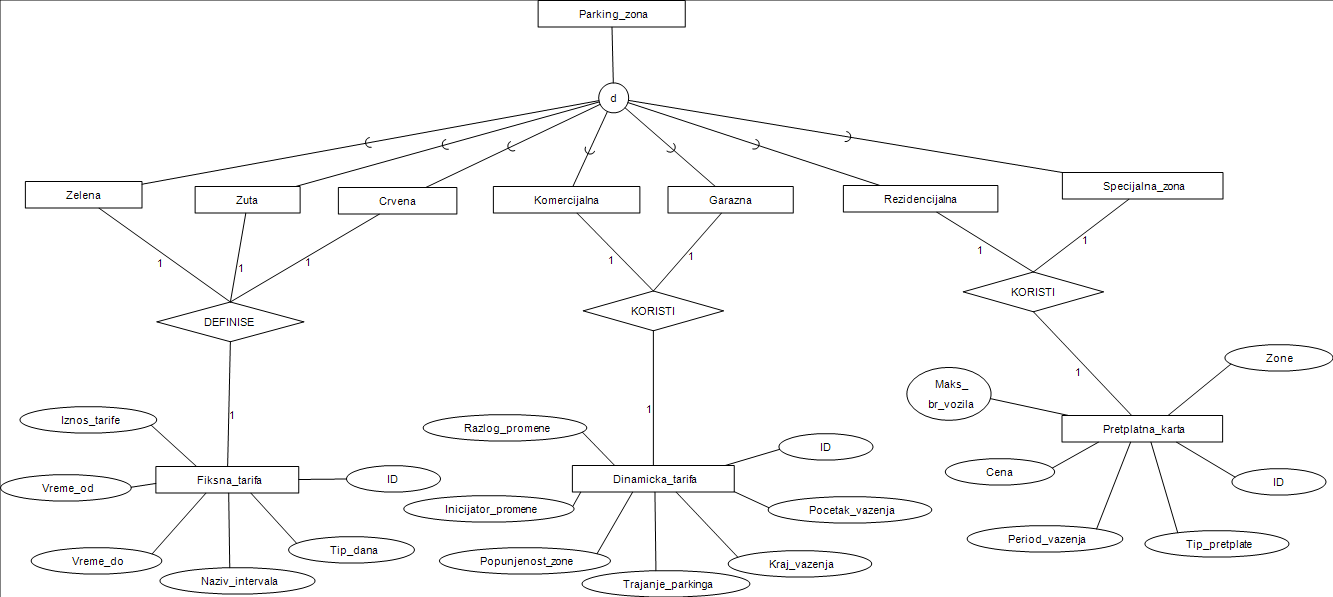 Parking_zona
d
Zelena
Zuta
Crvena
Komercijalna
Garazna
Rezidencijalna
Specijalna_zona
1
1
1
1
1
1
1
DEFINISE
KORISTI
KORISTI
1
1
1
Iznos_tarife
Vreme_od
Fiksna_tarifa
ID
Vreme_do
Naziv_intervala
Tip_dana
Razlog_promene
ID
Dinamicka_tarifa
Inicijator_promene
Pocetak_vazenja
Popunjenost_zone
Trajanje_parkinga
Kraj_vazenja
Zone
Maks_
br_vozila
Pretplatna_karta
Cena
ID
Period_vazenja
Tip_pretplate